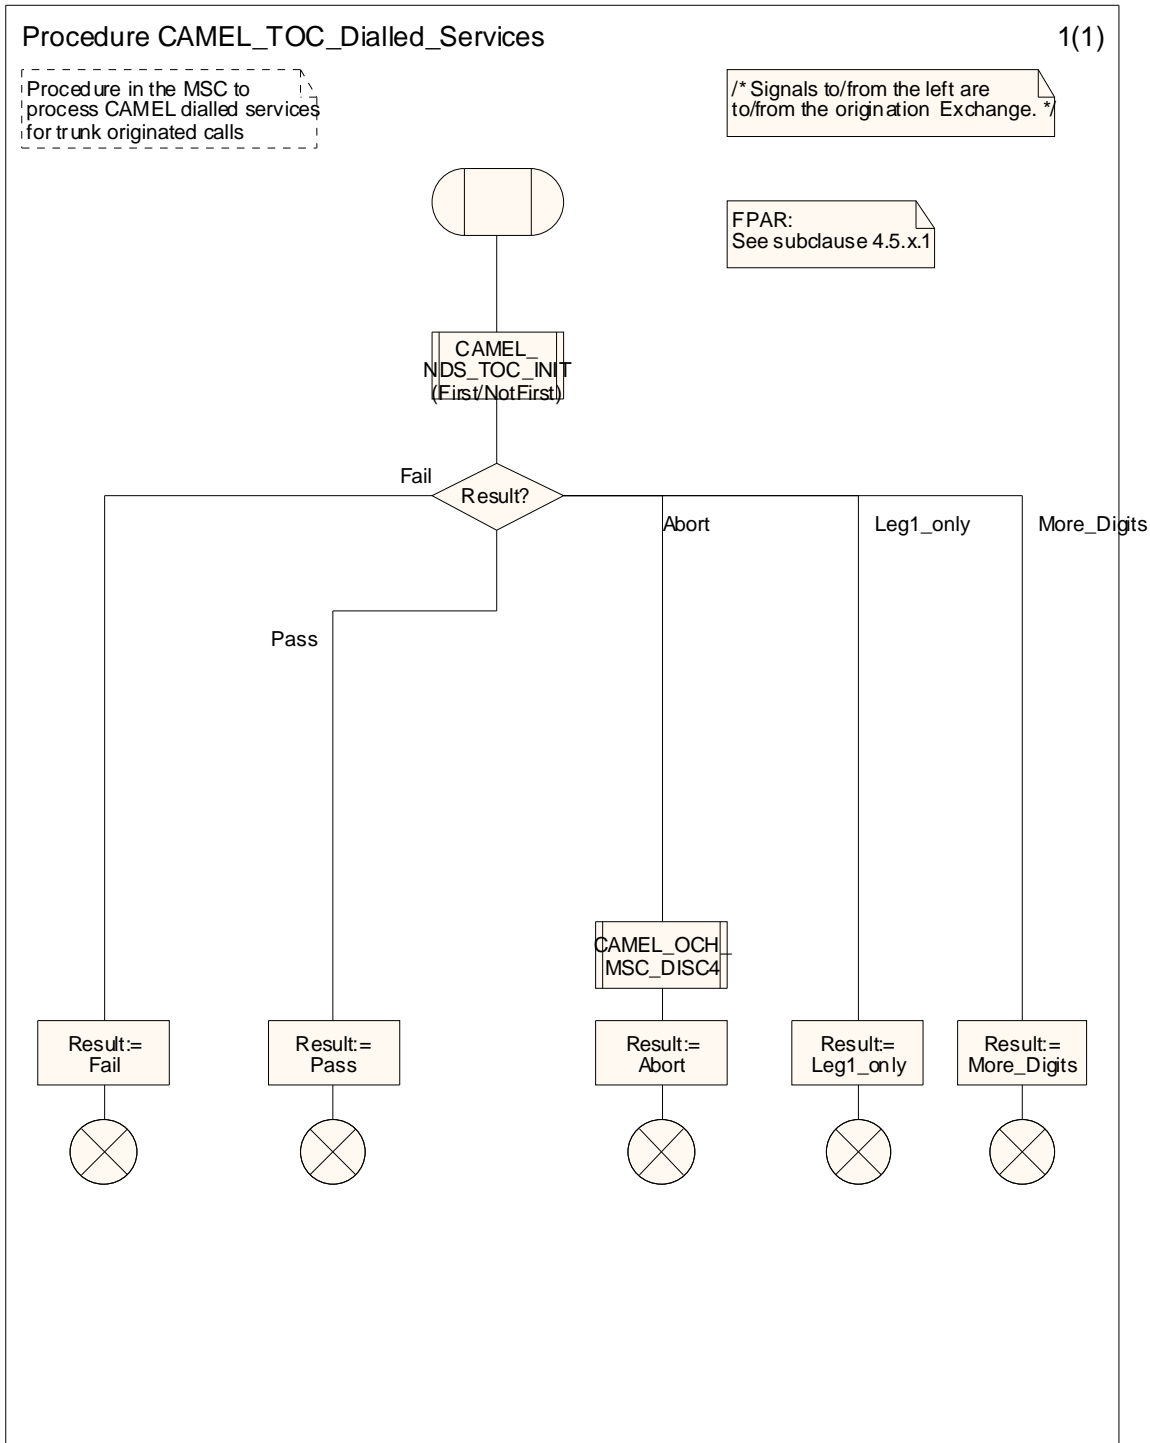 Procedure CAMEL_TOC_Dialled_Services
1(1)
Procedure in the MSC to
process CAMEL dialled services
for trunk originated calls
/* Signals to/from the left are
to/from the origination Exchange. */
FPAR:
See subclause 4.5.x.1
CAMEL_
NDS_TOC_INIT
(First/NotFirst)
Fail
Result?
Abort
Leg1_only
More_Digits
Pass
CAMEL_OCH_
MSC_DISC4
Result:=
Fail
Result:=
Pass
Result:=
Abort
Result:=
Leg1_only
Result:=
More_Digits